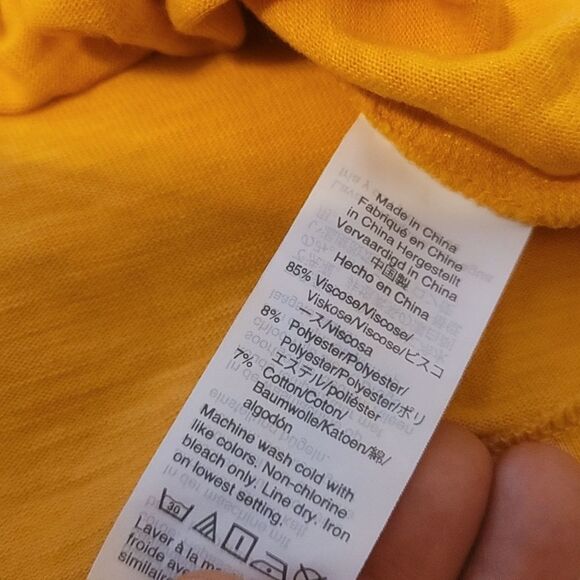 Made in China
Fabriqué en Chine
in China Hergestellt
Vervaardigd in China
中国製
Hecho en China
85% Viscose/Viscose/
Viskose/Viscose/ビスコ
ース/viscosa
8% Polyester/Polyester/
Polyester/Polyester/ポリ
エステル/poliéster
7% Cotton/Coton/
Baumwolle/Katoen/綿/
algodón
Machine wash cold with
like colors. Non-chlorine
bleach only. Line dry. Iron
on lowest setting.
30
Laver à la
froide avec
similaire